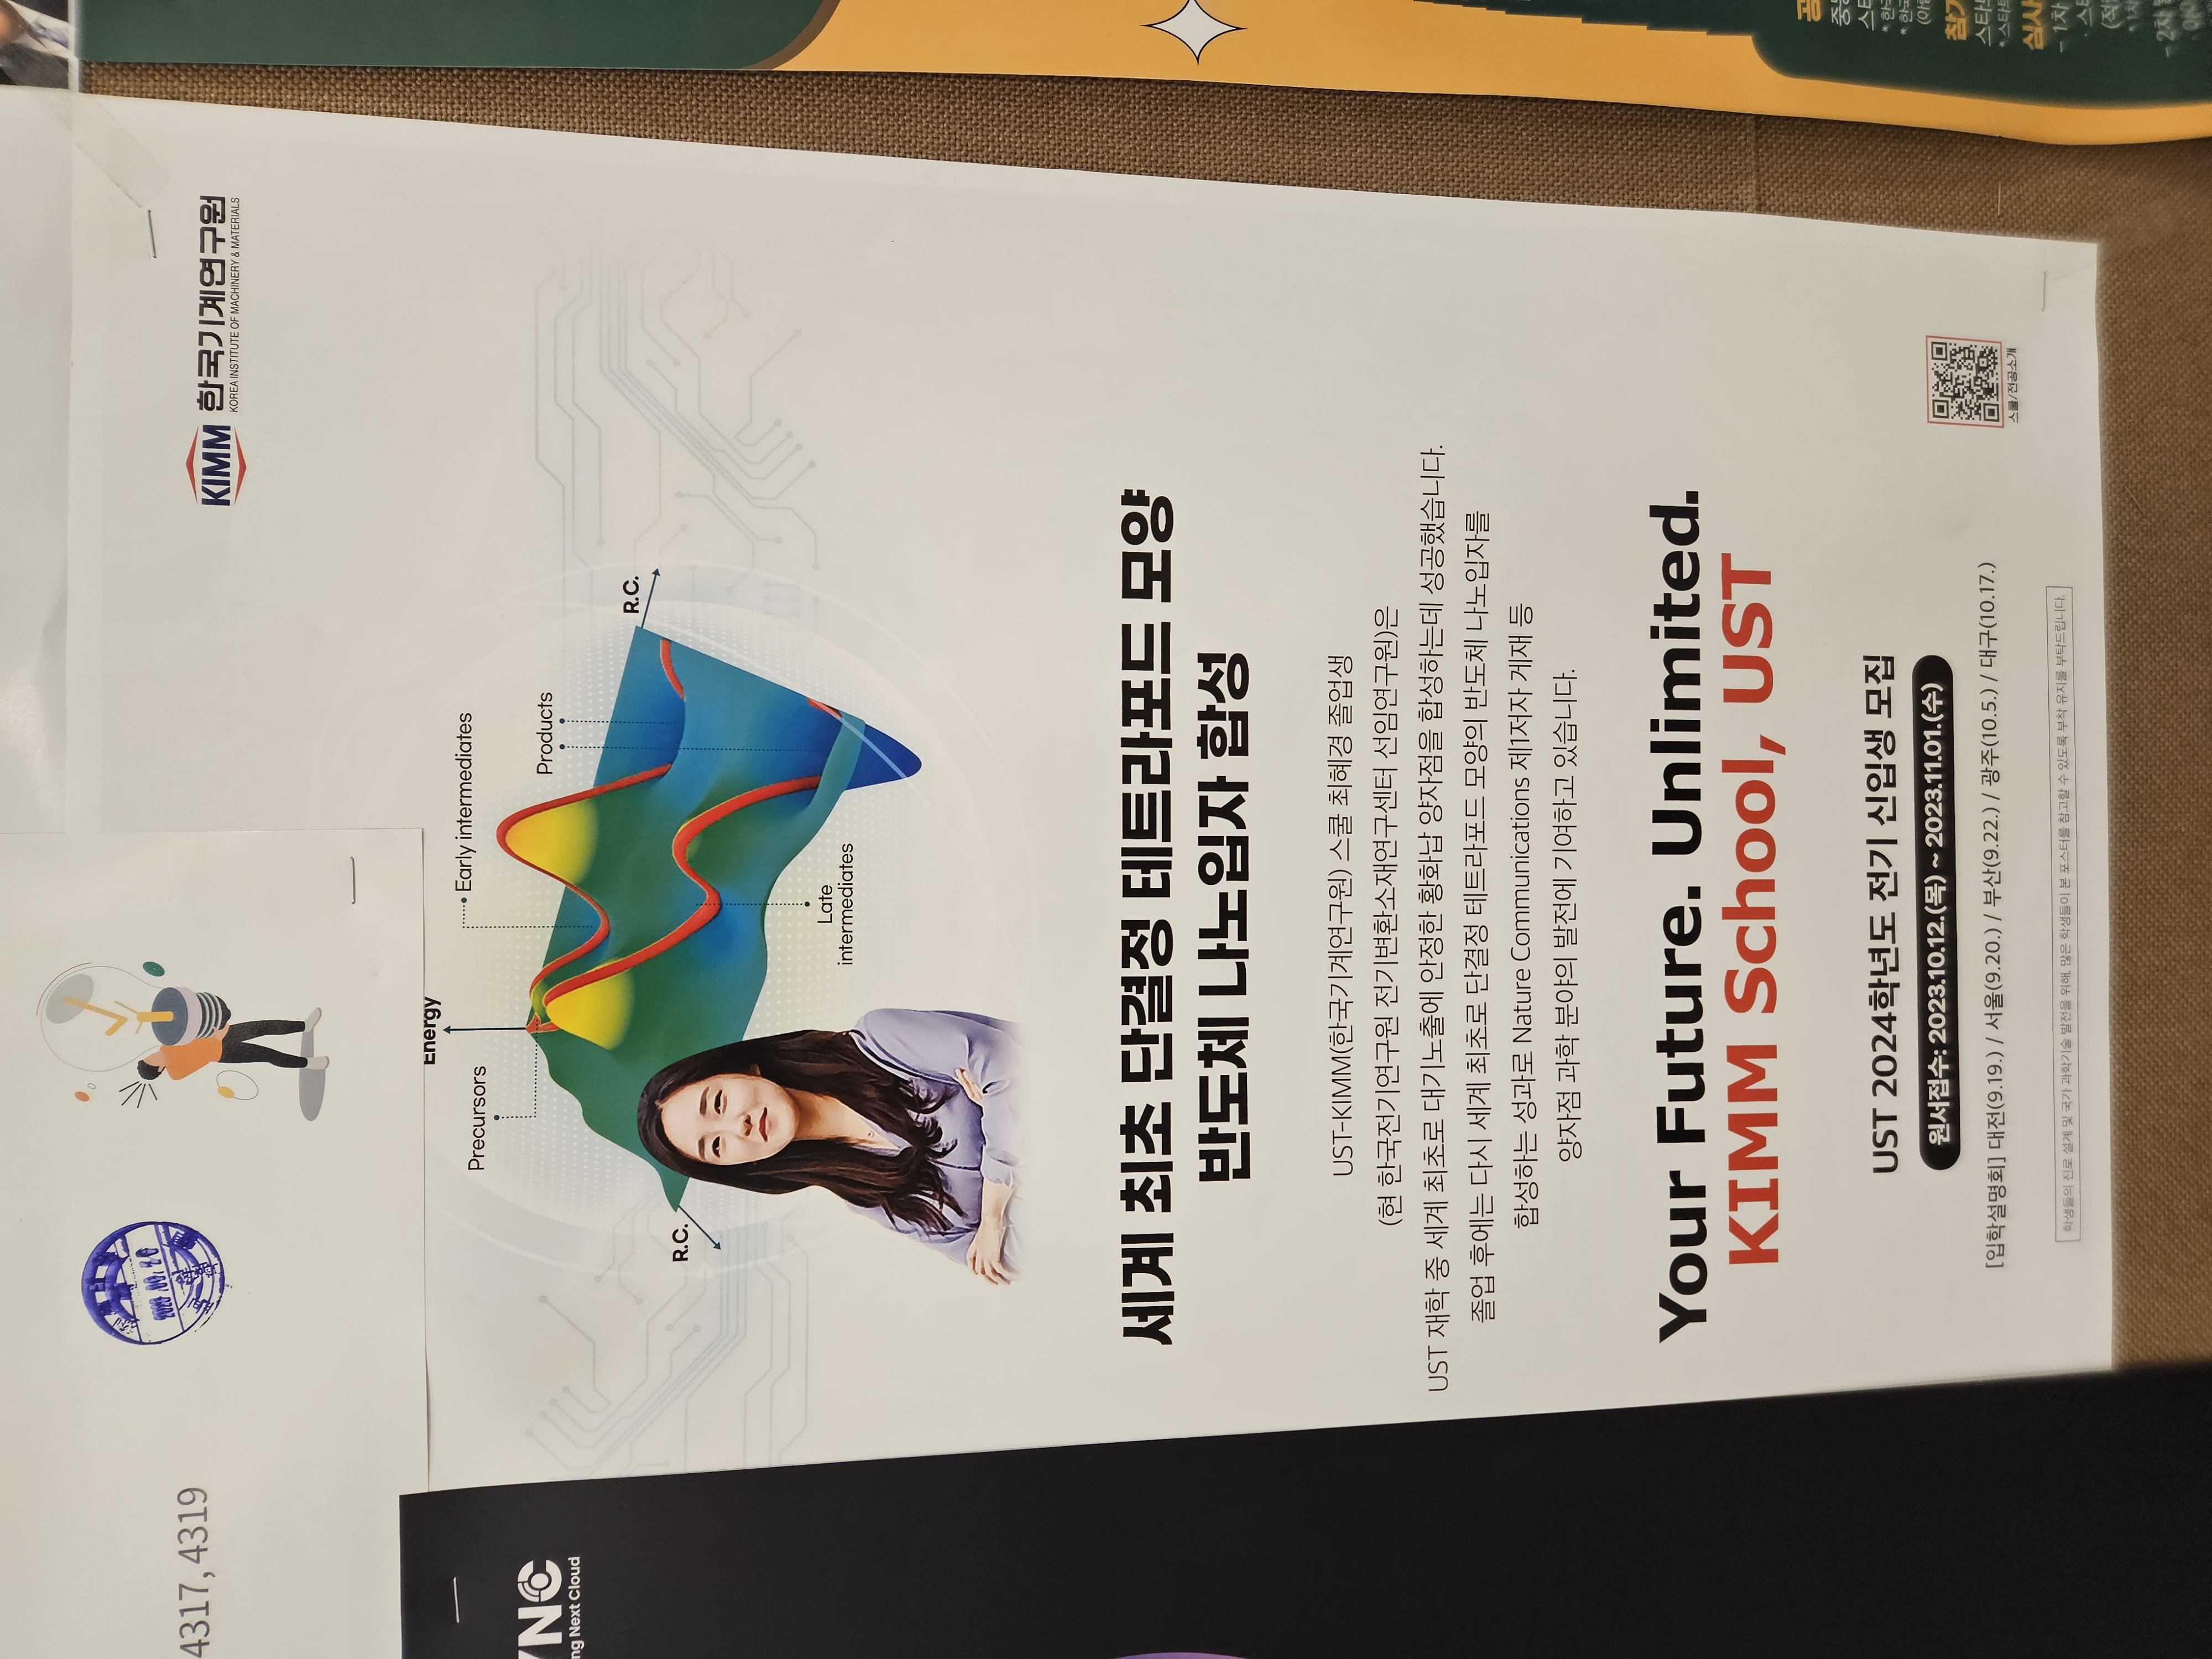 4317, 4319
KIMM 한국기계연구원
KOREA INSTITUTE OF MACHINERY & MATERIALS
Energy
Precursors
Early intermediates
Products
R.C.
R.C.
Late
intermediates
ng Next Cloud
세계 최초 단결정 테트라포드 모양
반도체 나노입자 합성
UST-KIMM(한국기계연구원) 스쿨 최혜경 졸업생
(현 한국전기연구원 전기변환소재연구센터 선임연구원)은
UST 재학 중 세계 최초로 대기노출에 안정한 황화납 양자점을 합성하는데 성공했습니다.
졸업 후에는 다시 세계 최초로 단결정 테트라포드 모양의 반도체 나노입자를
합성하는 성과로 Nature Communications 제1저자 게재 등
양자점 과학 분야의 발전에 기여하고 있습니다.
Your Future. Unlimited.
KIMM School, UST
UST 2024학년도 전기 신입생 모집
원서접수: 2023.10.12.(목) ~ 2023.11.01.(수)
[입학설명회] 대전(9.19.) / 서울(9.20.) / 부산(9.22.) / 광주(10.5.) / 대구(10.17.)
스쿨/전공소개
학생들의 진로 설계 및 국가 과학기술 발전을 위해, 많은 학생들이 본 포스터를 참고할 수 있도록 부착 유지를 부탁드립니다.